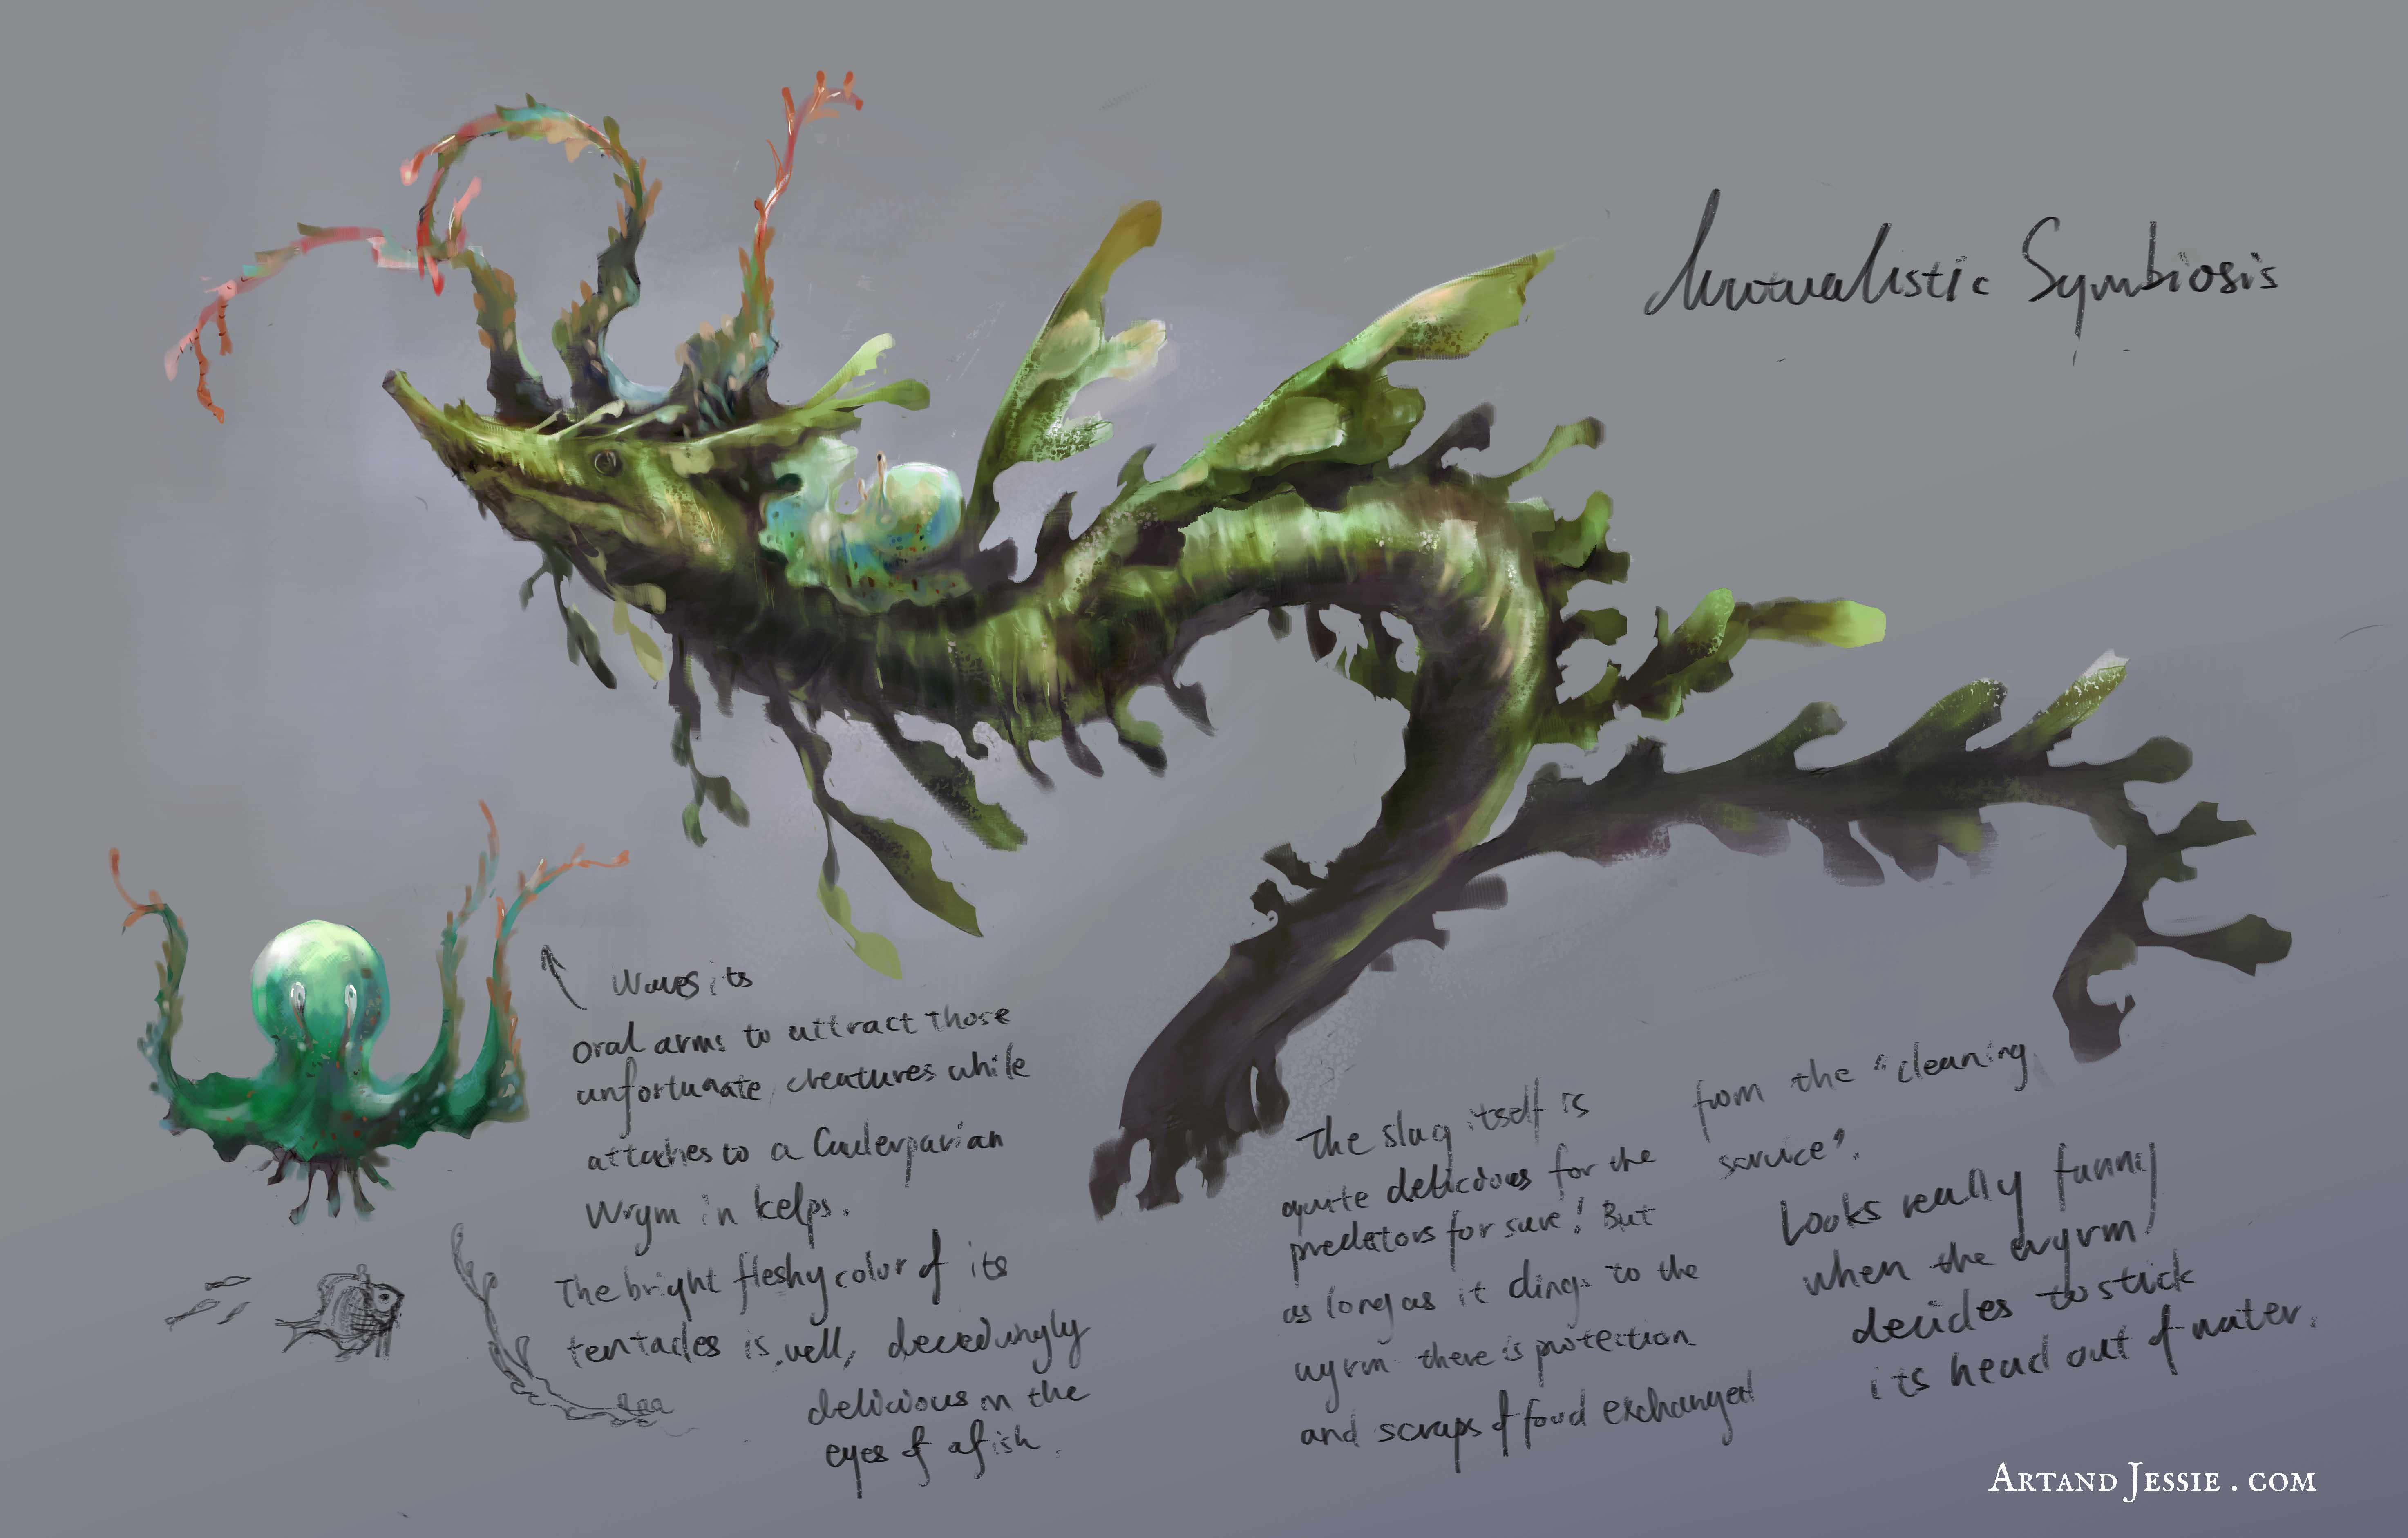 Mutualistic Symbiosis
Waves its
oral arms to attract those
unfortunate creatures while
attaches to a Caulerparian
Wrym in kelps.
The bright fleshy color of its
tentacles is, well, deceivingly
delicious in the
eyes of a fish.
The slug itself is
quite delicious for the
predators for sure! But
as long as it clings to the
wyrm there is protection
and scraps of food exchanged
from the "cleaning
service".
Looks really funny
when the wyrm
decides to stick
its head out of water.
ArtandJessie.com